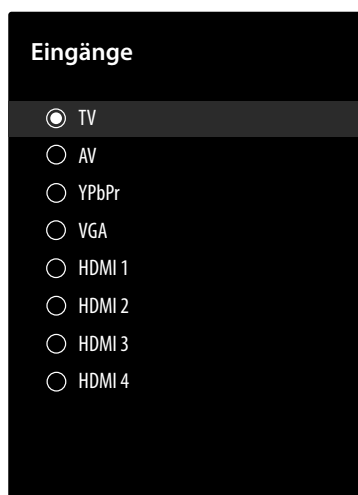 Eingänge
TV
AV
YPbPr
VGA
HDMI 1
HDMI 2
HDMI 3
HDMI 4